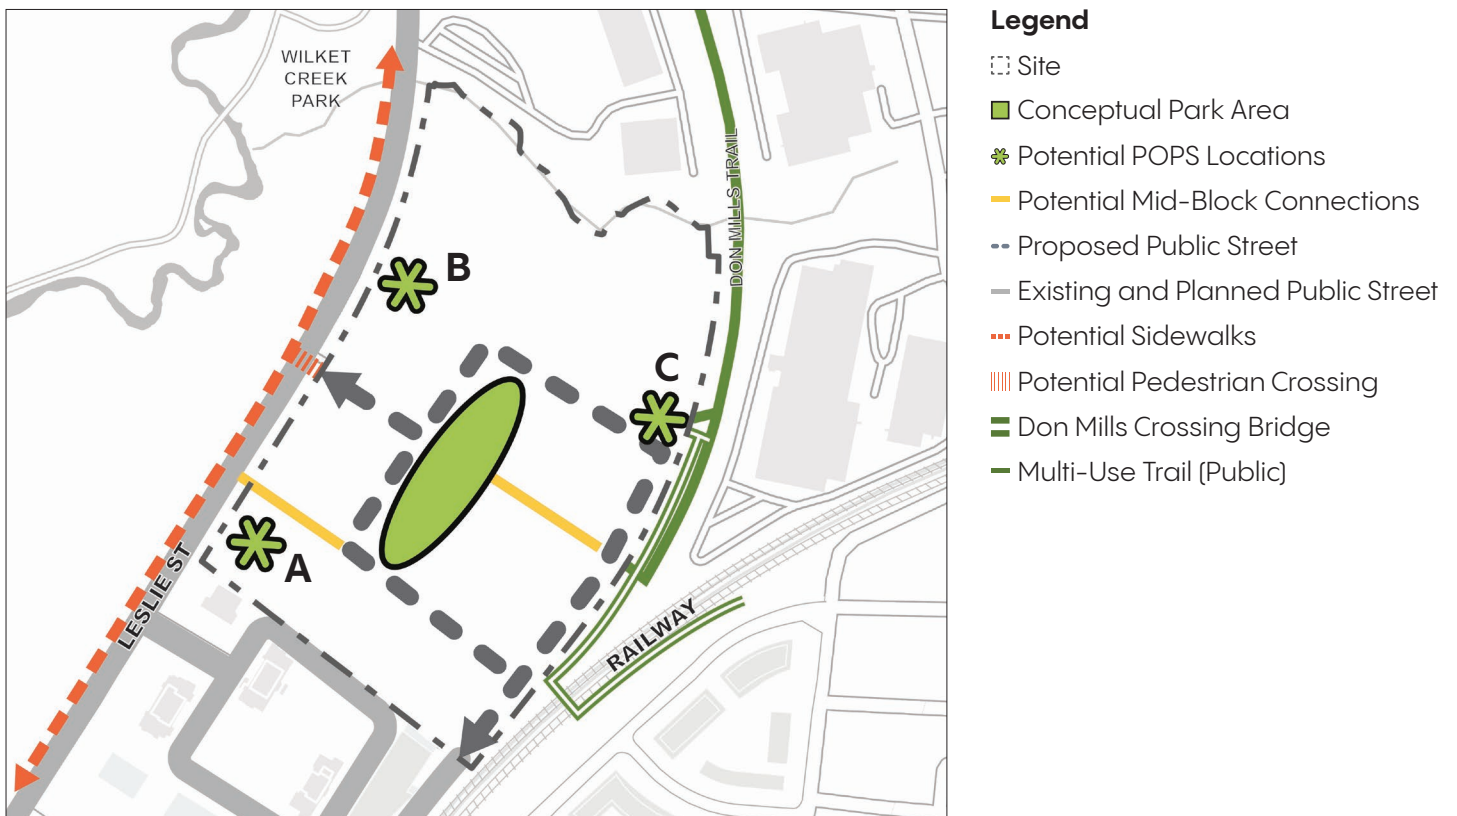 WILKET
CREEK
PARK
DON MILLS TRAIL
B
C
A
LESLIE ST
RAILWAY
Legend
Site
Conceptual Park Area
Potential POPS Locations
Potential Mid-Block Connections
Proposed Public Street
Existing and Planned Public Street
Potential Sidewalks
Potential Pedestrian Crossing
Don Mills Crossing Bridge
Multi-Use Trail (Public)